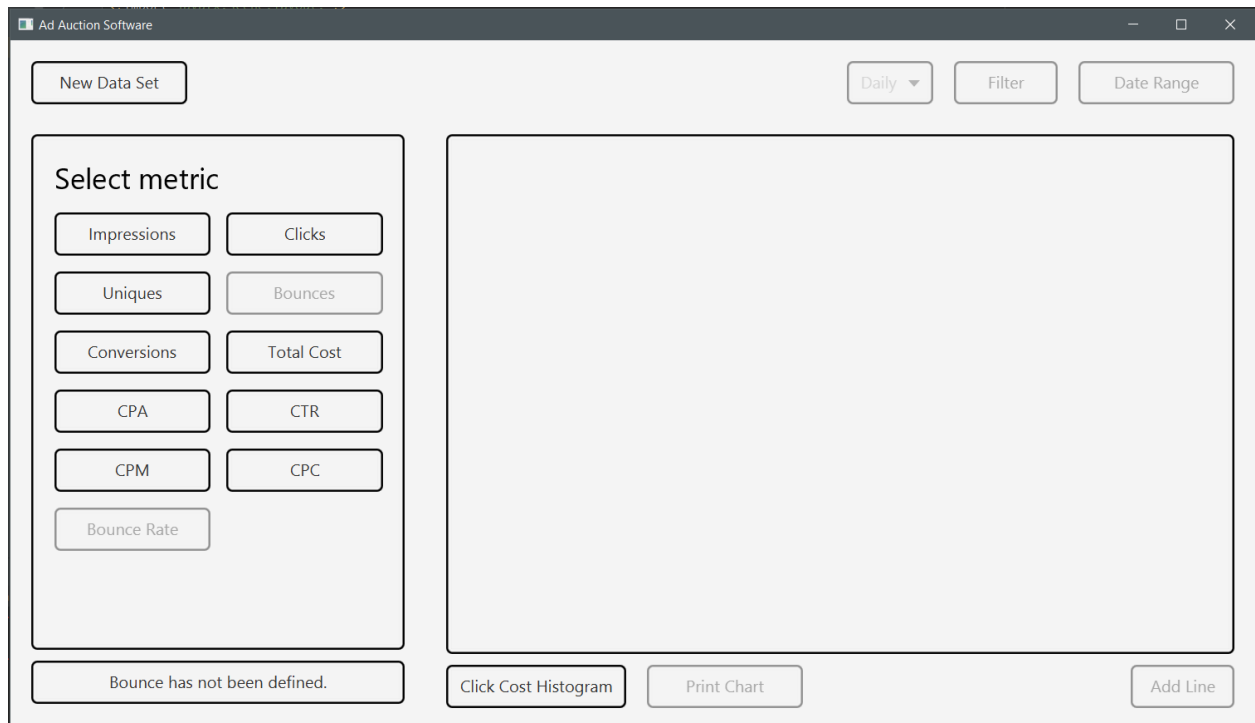 Ad Auction Software
New Data Set
Daily
Filter
Date Range
Select metric
Impressions
Clicks
Uniques
Bounces
Conversions
Total Cost
CPA
CTR
CPM
CPC
Bounce Rate
Bounce has not been defined.
Click Cost Histogram
Print Chart
Add Line